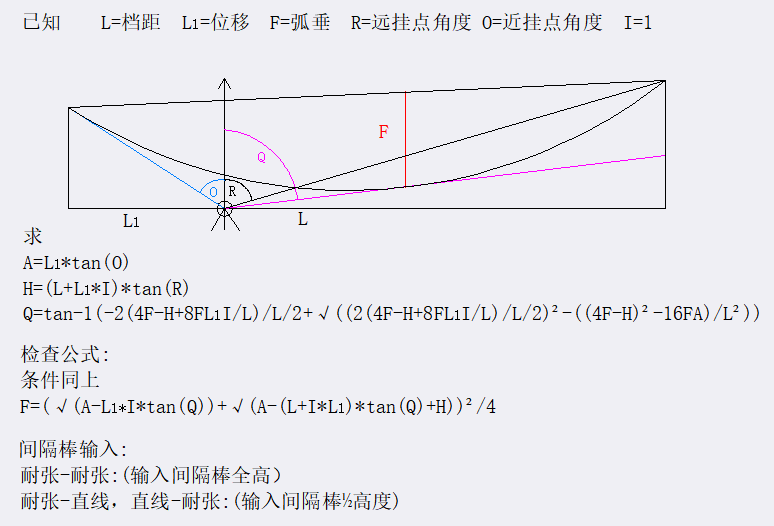 已知 L=档距 L1=位移 F=弧垂 R=远挂点角度 O=近挂点角度 I=1
F
Q
O
R
L1
L
求
A=L1*tan(O)
H=(L+L1*I)*tan(R)
Q=tan-1(-2(4F-H+8FL1I/L)/L/2+√((2(4F-H+8FL1I/L)/L/2)²-((4F-H)²-16FA)/L²))
检查公式:
条件同上
F=(√(A-L1*I*tan(Q))+√(A-(L+I*L1)*tan(Q)+H))²/4
间隔棒输入:
耐张-耐张:(输入间隔棒全高)
耐张-直线，直线-耐张:(输入间隔棒½高度)